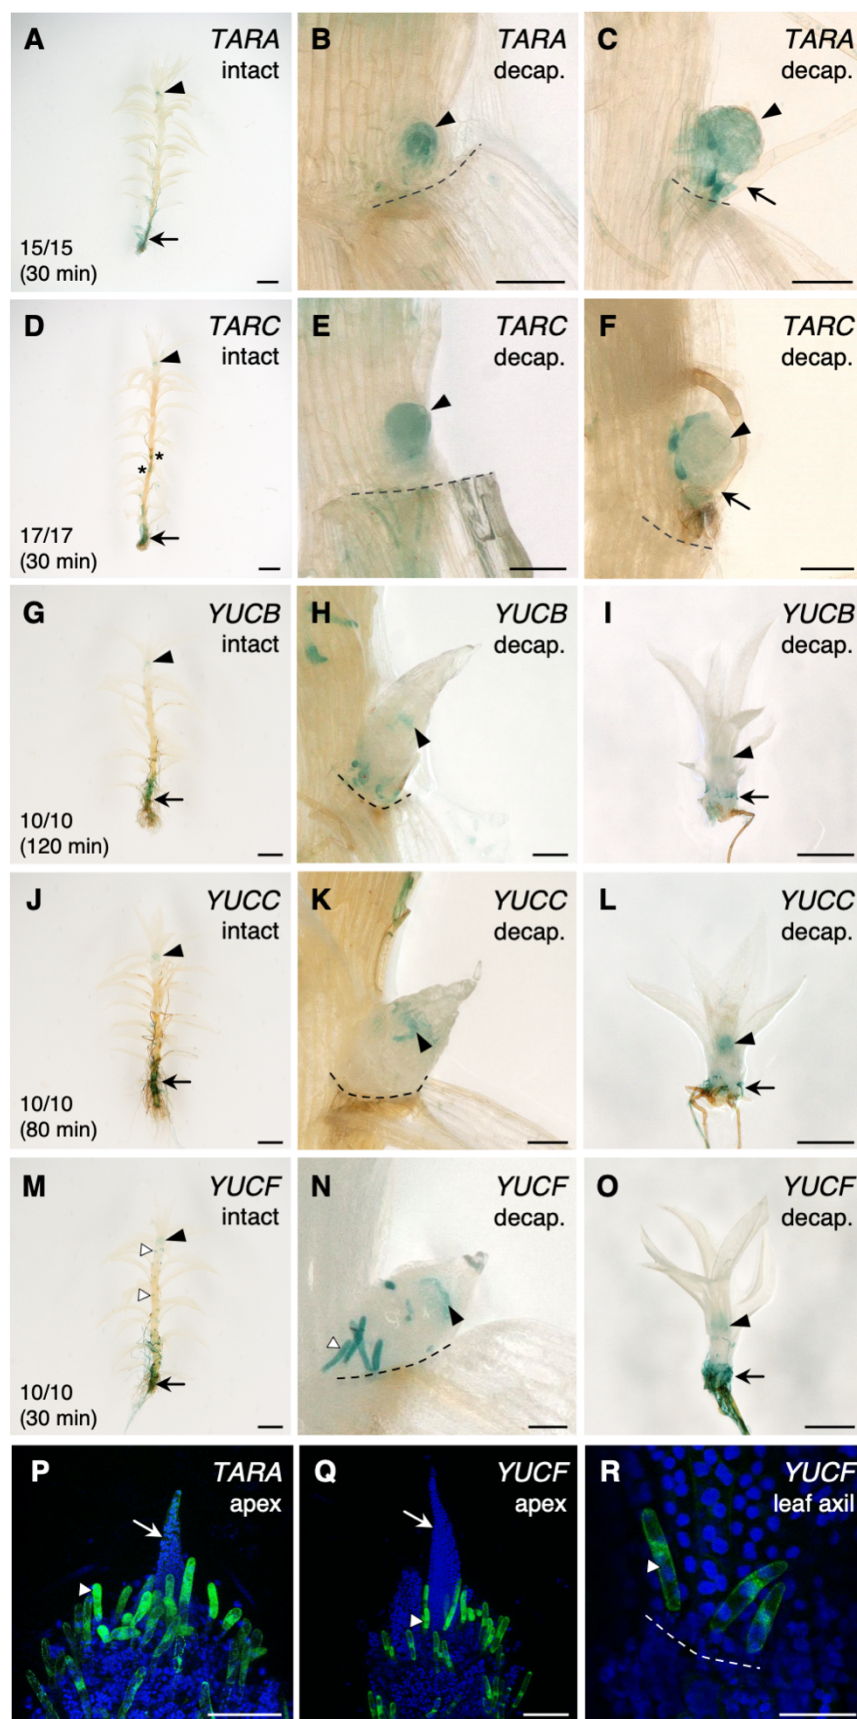 A TARA
intact
15/15
(30 min)
B TARA
decap.
C TARA
decap.
D TARC
intact
* *
17/17
(30 min)
E TARC
decap.
F TARC
decap.
G YUCB
intact
10/10
(120 min)
H YUCB
decap.
I YUCB
decap.
J YUCC
intact
10/10
(80 min)
K YUCC
decap.
L YUCC
decap.
M YUCF
intact
10/10
(30 min)
N YUCF
decap.
O YUCF
decap.
P TARA
apex
Q YUCF
apex
R YUCF
leaf axil